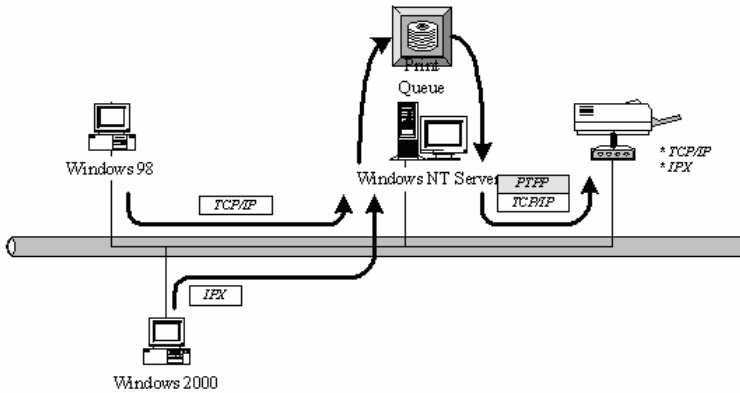 Print
Queue
Windows 98
Windows NT Server
* TCP/IP
* IPX
TCP/IP
PTPP
TCP/IP
IPX
Windows 2000